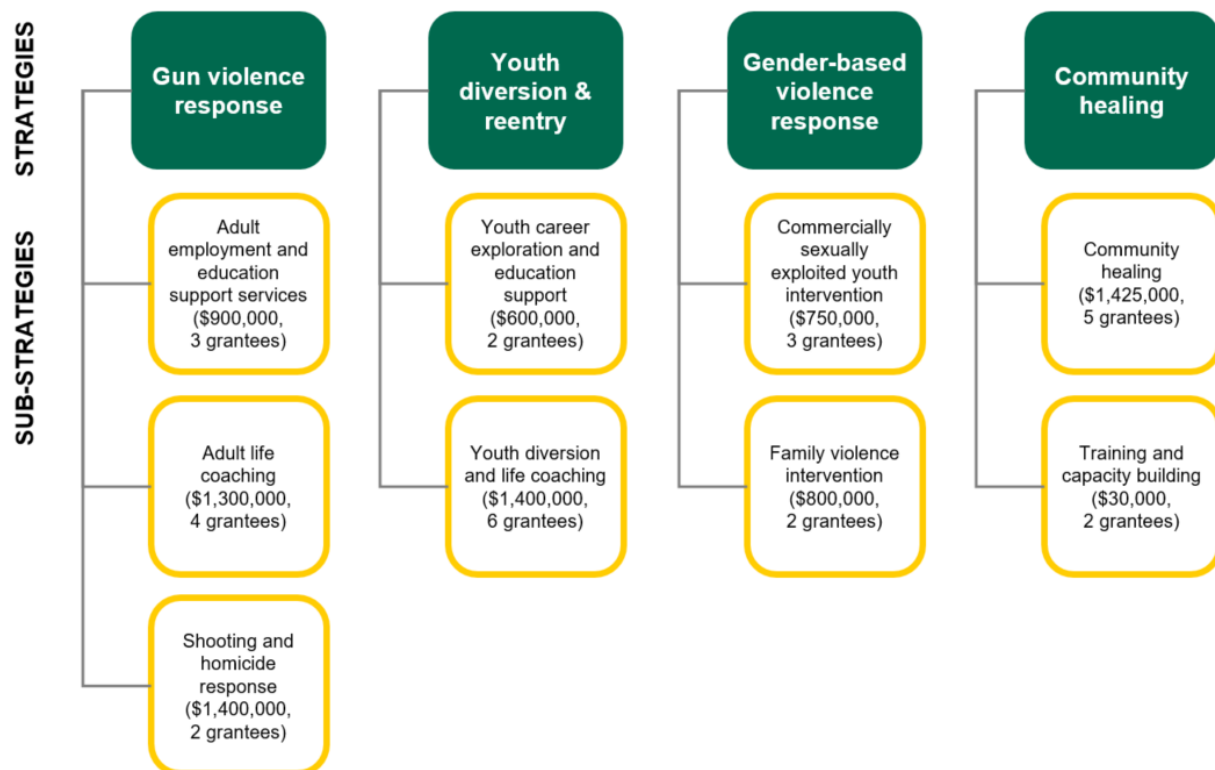 STRATEGIES
Gun violence
response
Youth
diversion &
reentry
Gender-based
violence
response
Community
healing
SUB-STRATEGIES
Adult
employment and
education
support services
($900,000,
3 grantees)
Youth career
exploration and
education
support
($600,000,
2 grantees)
Commercially
sexually
exploited youth
intervention
($750,000,
3 grantees)
Community
healing
($1,425,000,
5 grantees)
Adult life
coaching
($1,300,000,
4 grantees)
Youth diversion
and life coaching
($1,400,000,
6 grantees)
Family violence
intervention
($800,000,
2 grantees)
Training and
capacity building
($30,000,
2 grantees)
Shooting and
homicide
response
($1,400,000,
2 grantees)